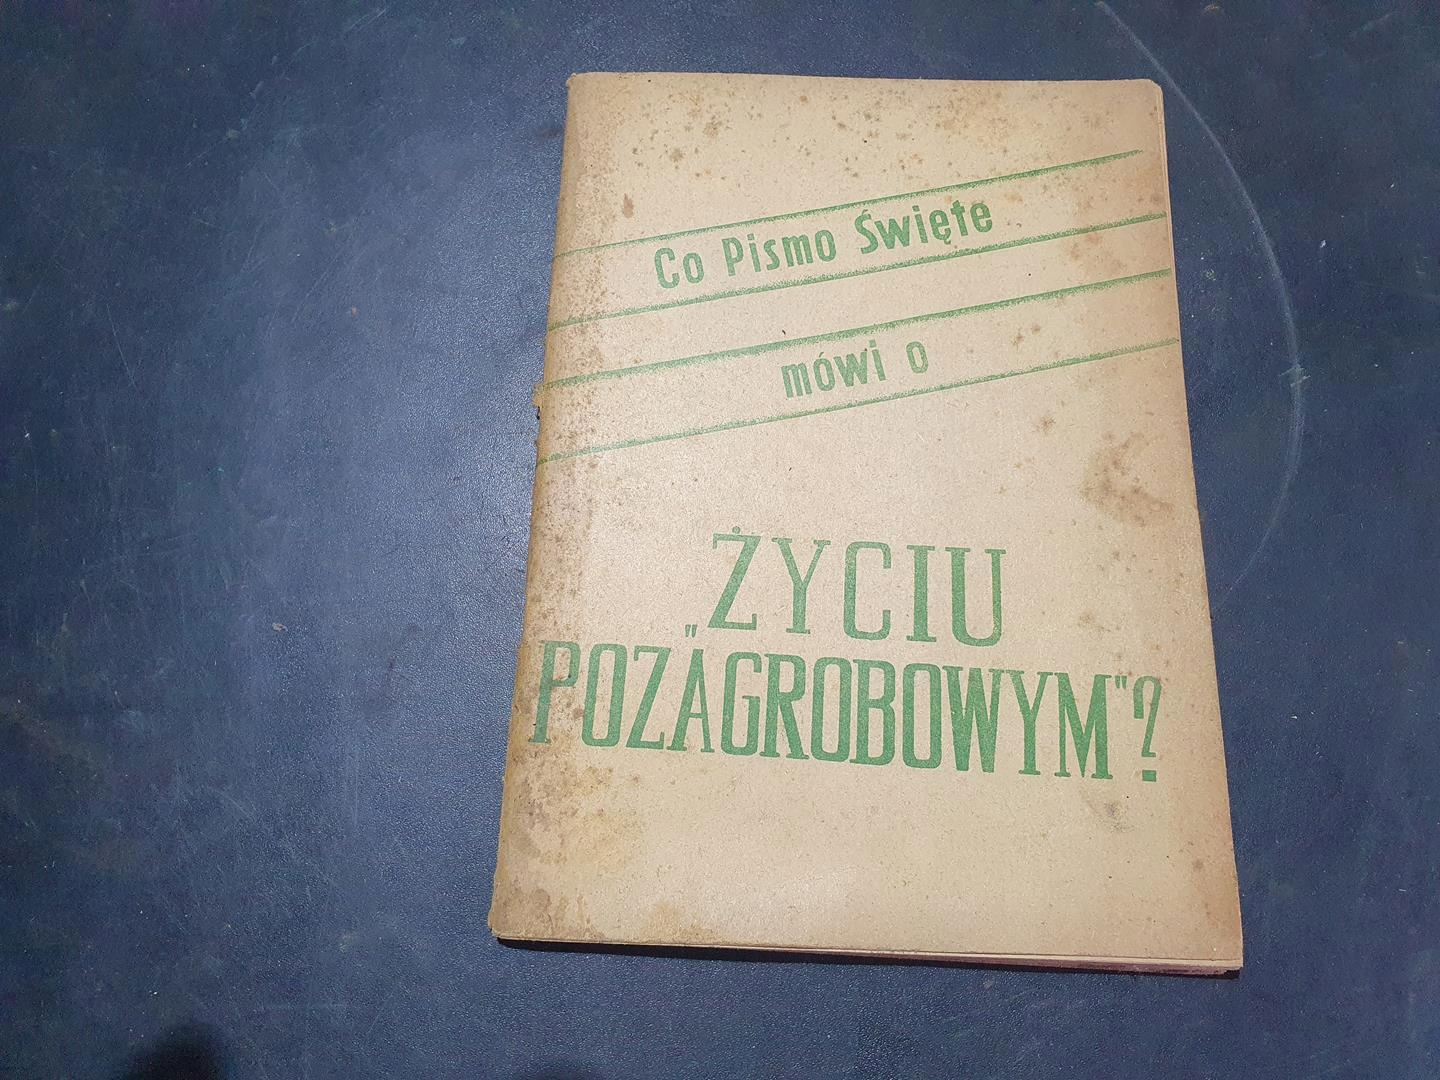 Co Pismo Święte
mówi o
ŻYCIU
"POZAGROBOWYM"?